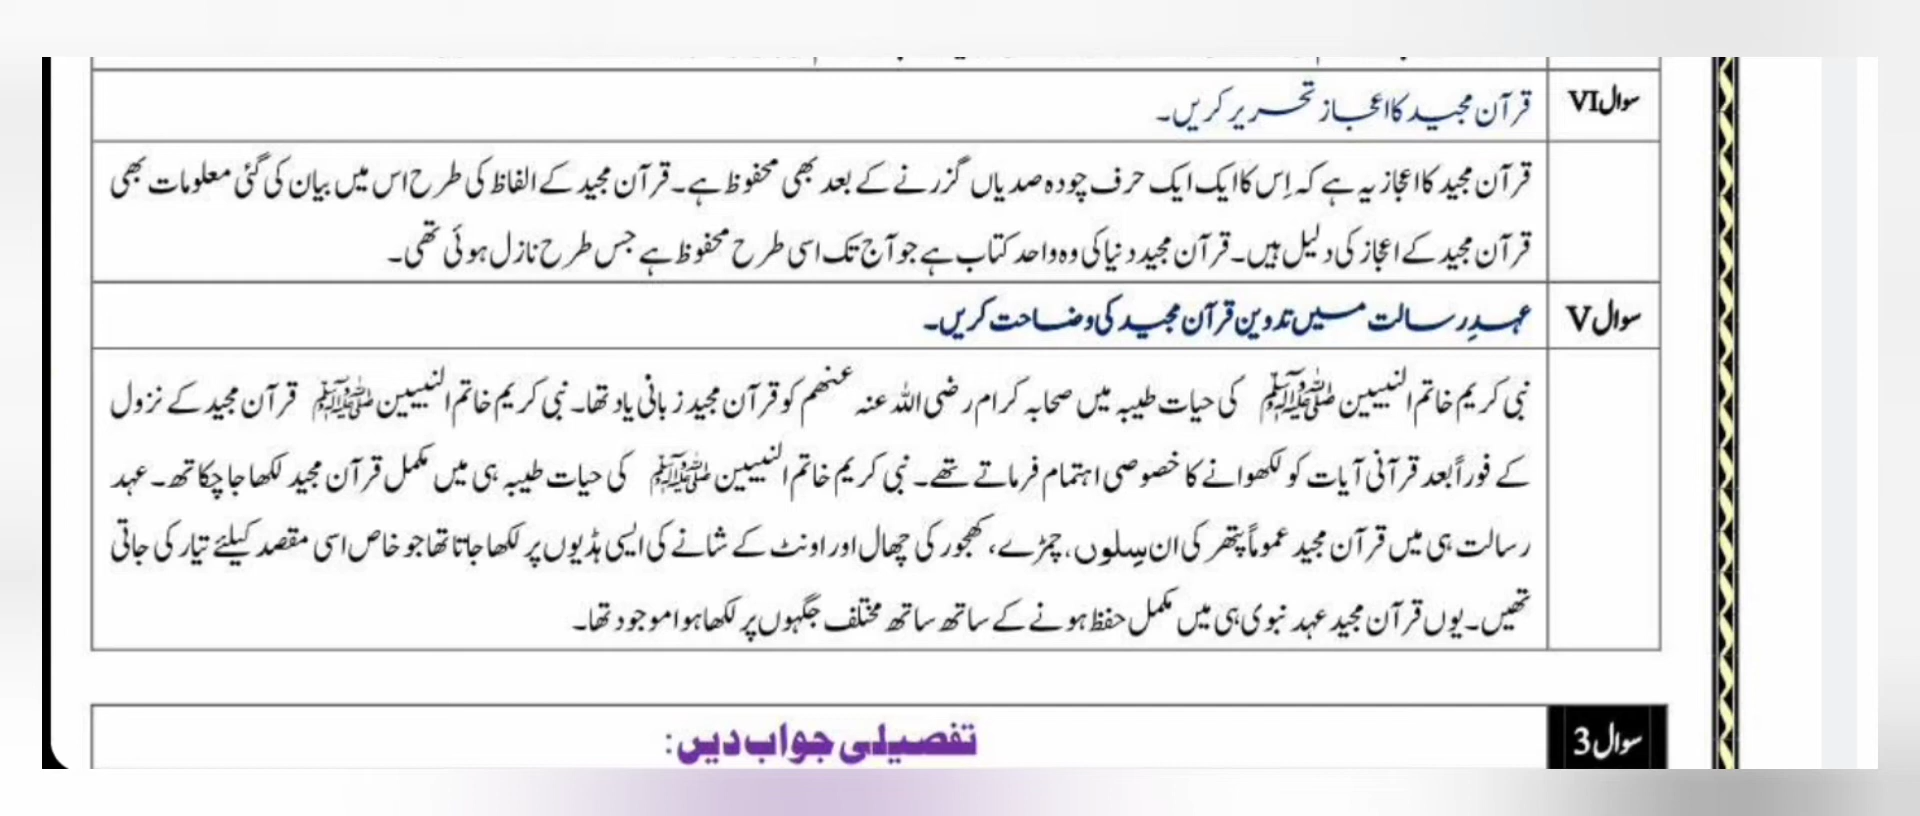 سوال VI
قرآن مجید کا اعجاز تحریر کریں۔
قرآن مجید کا اعجاز یہ ہے کہ اِس کا ایک ایک حرف چودہ صدیاں گزرنے کے بعد بھی محفوظ ہے۔ قرآن مجید کے الفاظ کی طرح اس میں بیان کی گئی معلومات بھی
قرآن مجید کے اعجاز کی دلیل ہیں۔ قرآن مجید دنیا کی وہ واحد کتاب ہے جو آج تک اسی طرح محفوظ ہے جس طرح نازل ہوئی تھی۔
سوال V
عہدِ رسالت میں تدوین قرآن مجید کی وضاحت کریں۔
نبی کریم خاتم النبیین ﷺ کی حیات طیبہ میں صحابہ کرام رضی اللہ عنہ عنھم کو قرآن مجید زبانی یاد تھا۔ نبی کریم خاتم النبیین ﷺ قرآن مجید کے نزول
کے فوراً بعد قرآنی آیات کو لکھوانے کا خصوصی اہتمام فرماتے تھے۔ نبی کریم خاتم النبیین ﷺ کی حیات طیبہ ہی میں مکمل قرآن مجید لکھا جا چکا تھ۔ عہد
رسالت ہی میں قرآن مجید عموماً پتھر کی ان سِلوں، چمڑے، کھجور کی چھال اور اونٹ کے شانے کی ایسی ہڈیوں پر لکھا جاتا تھا جو خاص اسی مقصد کیلئے تیار کی جاتی
تھیں۔ یوں قرآن مجید عہد نبوی ہی میں مکمل حفظ ہونے کے ساتھ ساتھ مختلف جگہوں پر لکھا ہوا موجود تھا۔
سوال 3
تفصیلی جواب دیں: